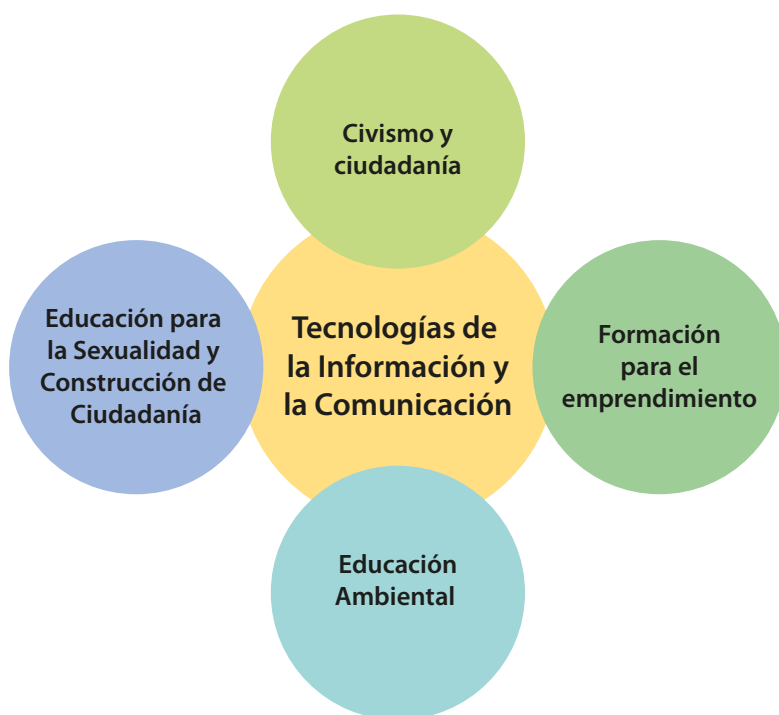 Civismo y
ciudadanía
Educación para
la Sexualidad y
Construcción de
Ciudadanía
Tecnologías de
la Información y
la Comunicación
Formación
para el
emprendimiento
Educación
Ambiental